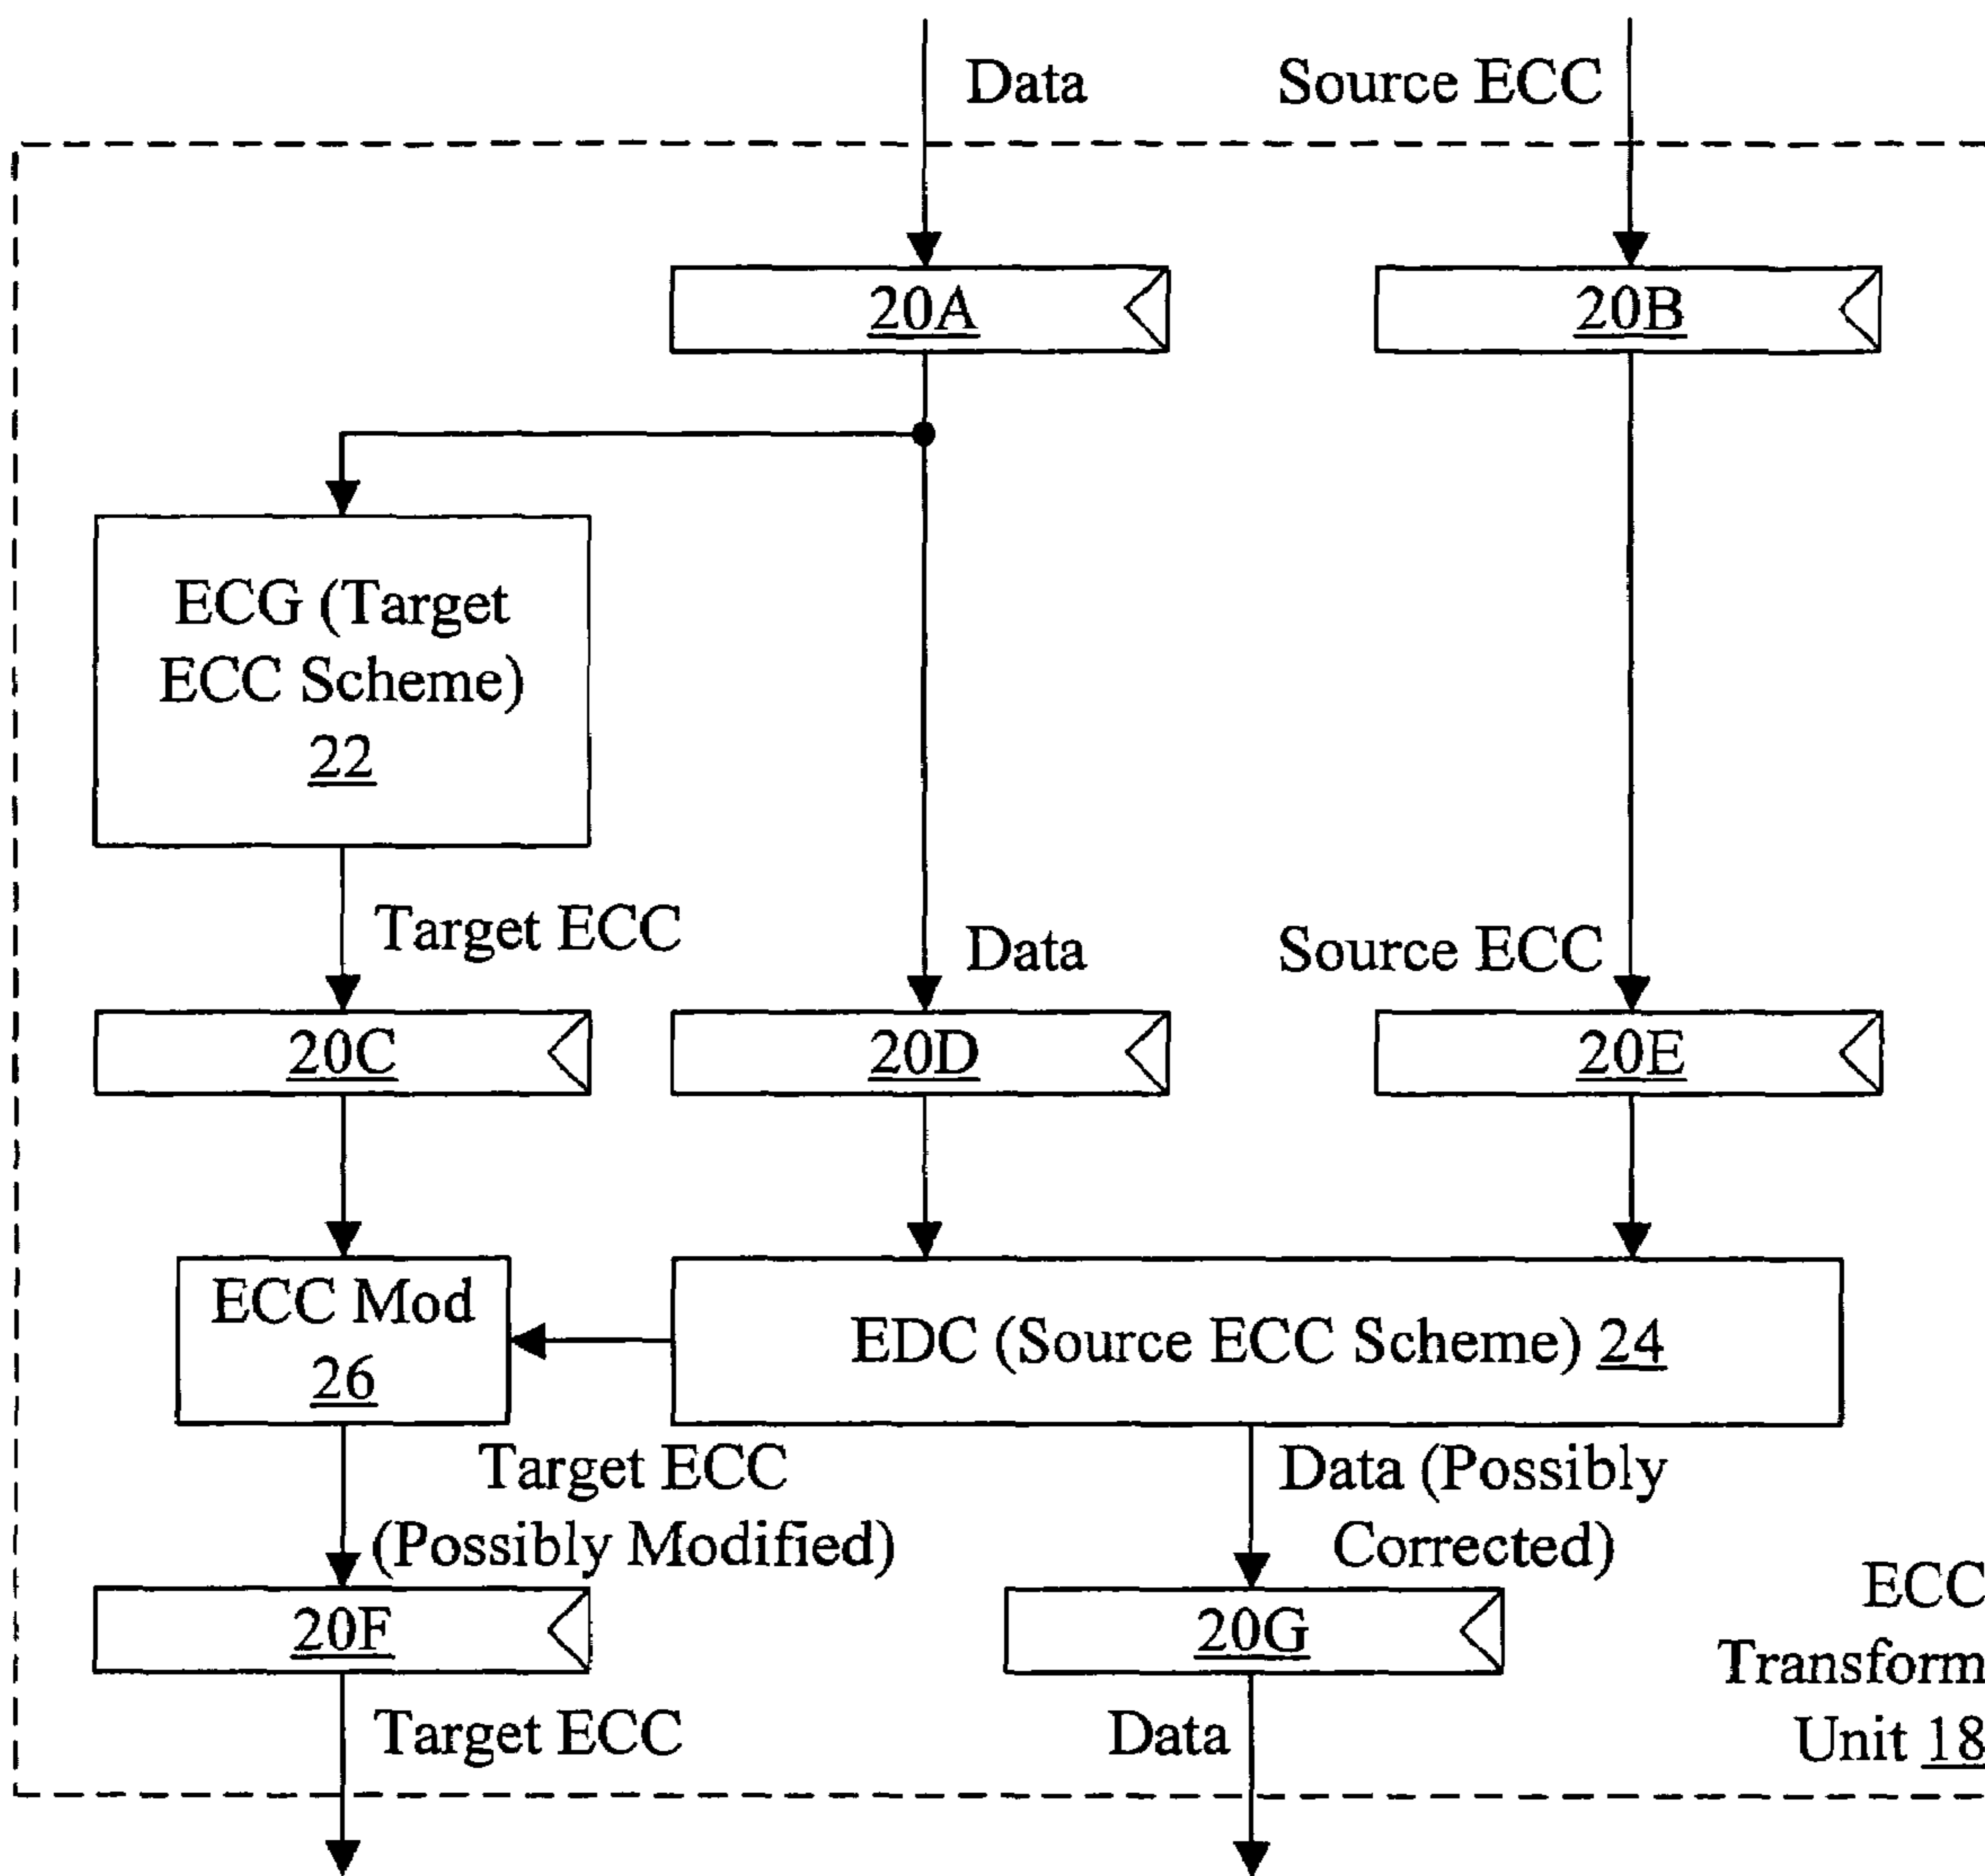 Data
Source ECC
20A
20B
ECG (Target
ECC Scheme)
22
Target ECC
Data
Source ECC
20C
20D
20E
ECC Mod
26
EDC (Source ECC Scheme) 24
Target ECC
(Possibly Modified)
Data (Possibly
Corrected)
20F
20G
ECC
Transform
Unit 18
Target ECC
Data